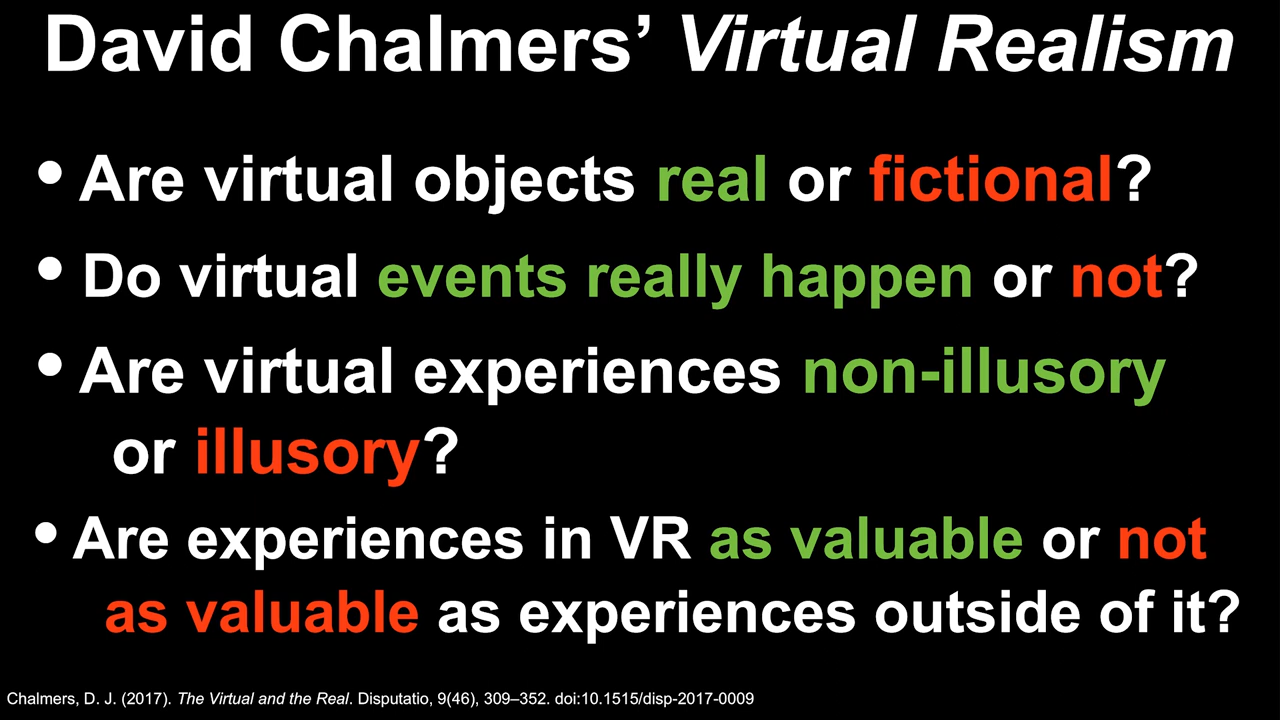 David Chalmers’ Virtual Realism
• Are virtual objects real or fictional?
• Do virtual events really happen or not?
• Are virtual experiences non-illusory
or illusory?
• Are experiences in VR as valuable or not
as valuable as experiences outside of it?
Chalmers, D. J. (2017). The Virtual and the Real. Disputatio, 9(46), 309–352. doi:10.1515/disp-2017-0009